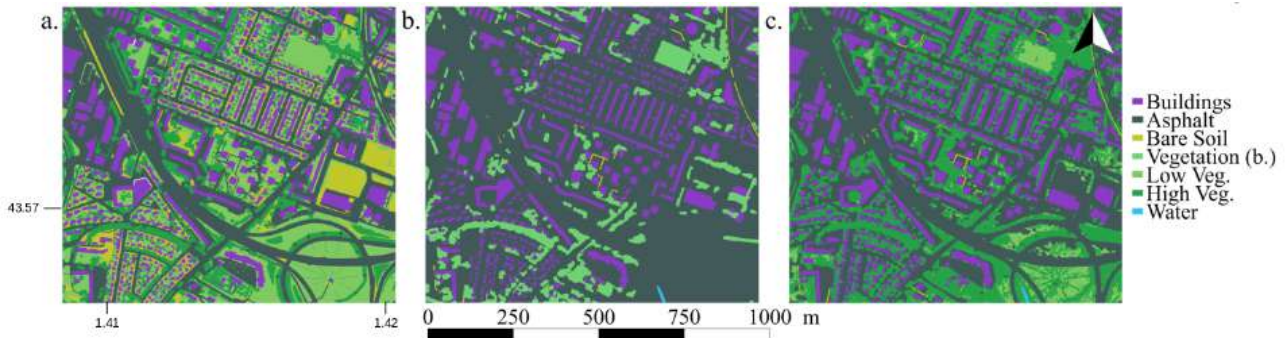 a.
b.
c.
Buildings
Asphalt
Bare Soil
Vegetation (b.)
Low Veg.
High Veg.
Water
43.57
1.41
1.42
0 250 500 750 1000 m